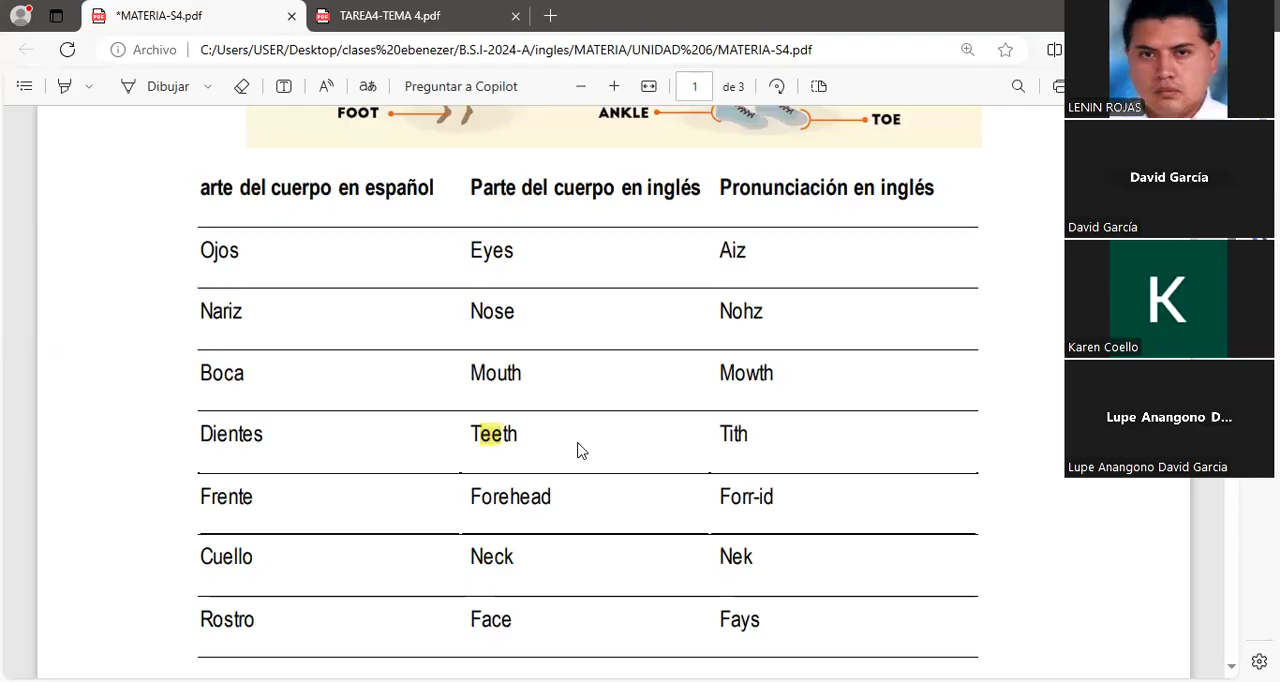 *MATERIA-S4.pdf
TAREA4-TEMA 4.pdf
Archivo
C:/Users/USER/Desktop/clases%20ebenezer/B.S.I-2024-A/ingles/MATERIA/UNIDAD%206/MATERIA-S4.pdf
Dibujar
Preguntar a Copilot
1 de 3
FOOT
ANKLE
TOE
arte del cuerpo en español Parte del cuerpo en inglés Pronunciación en inglés
Ojos Eyes Aiz
Nariz Nose Nohz
Boca Mouth Mowth
Dientes Teeth Tith
Frente Forehead Forr-id
Cuello Neck Nek
Rostro Face Fays
LENIN ROJAS
David García
David García
K
Karen Coello
Lupe Anangono D...
Lupe Anangono David Garcia